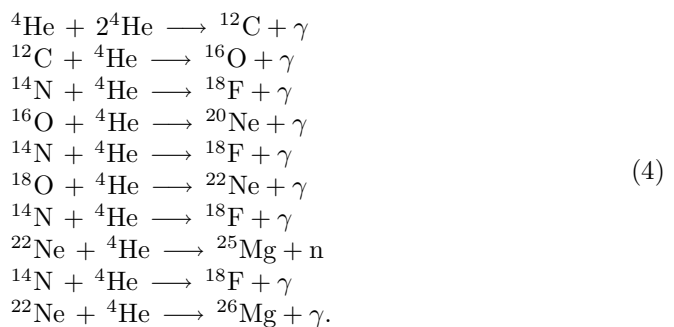 ⁴He + 2⁴He ⟶ ¹²C + γ
¹²C + ⁴He ⟶ ¹⁶O + γ
¹⁴N + ⁴He ⟶ ¹⁸F + γ
¹⁶O + ⁴He ⟶ ²⁰Ne + γ
¹⁴N + ⁴He ⟶ ¹⁸F + γ
¹⁸O + ⁴He ⟶ ²²Ne + γ
¹⁴N + ⁴He ⟶ ¹⁸F + γ
²²Ne + ⁴He ⟶ ²⁵Mg + n
¹⁴N + ⁴He ⟶ ¹⁸F + γ
²²Ne + ⁴He ⟶ ²⁶Mg + γ.
(4)